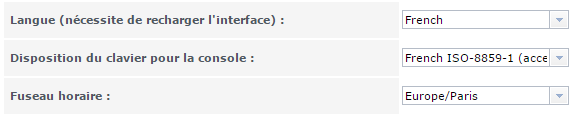 Langue (nécessite de recharger l'interface) : French
Disposition du clavier pour la console : French ISO-8859-1 (acce
Fuseau horaire : Europe/Paris